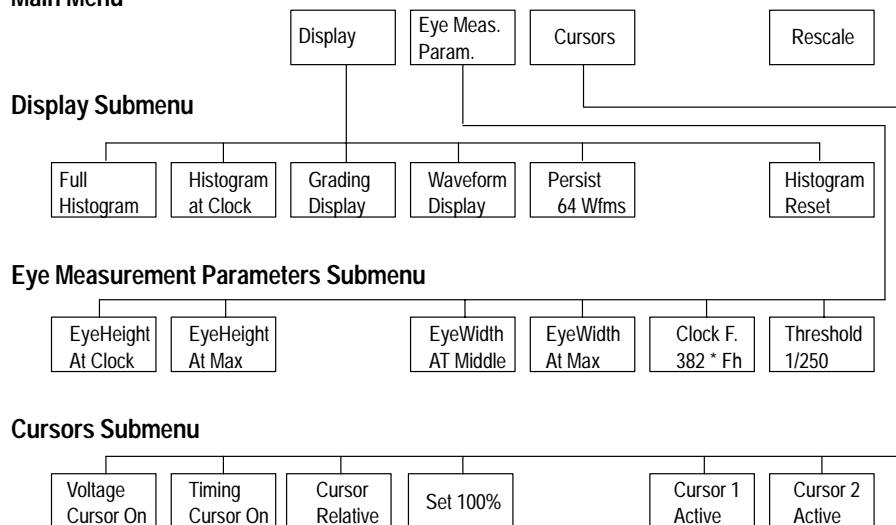 Main Menu
Display
Eye Meas.
Param.
Cursors
Rescale
Display Submenu
Full
Histogram
Histogram
at Clock
Grading
Display
Waveform
Display
Persist
64 Wfms
Histogram
Reset
Eye Measurement Parameters Submenu
EyeHeight
At Clock
EyeHeight
At Max
EyeWidth
AT Middle
EyeWidth
At Max
Clock F.
382 * Fh
Threshold
1/250
Cursors Submenu
Voltage
Cursor On
Timing
Cursor On
Cursor
Relative
Set 100%
Cursor 1
Active
Cursor 2
Active